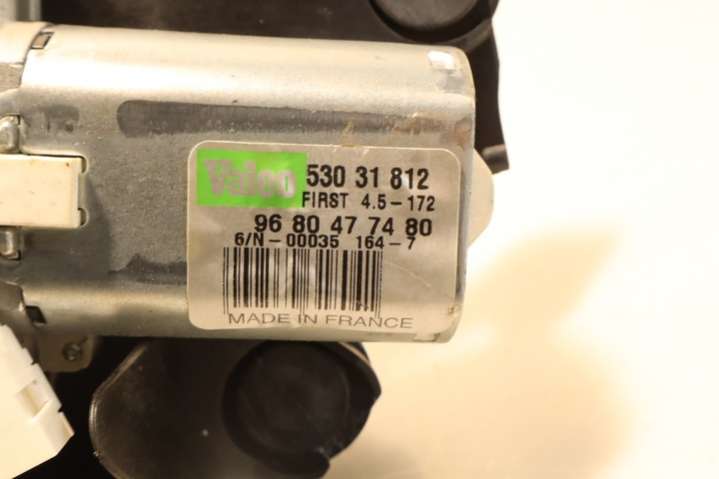 Valeo 530 31 812
FIRST 4.5-172
96 80 47 74 80
6/N-00035 164-7
MADE IN FRANCE